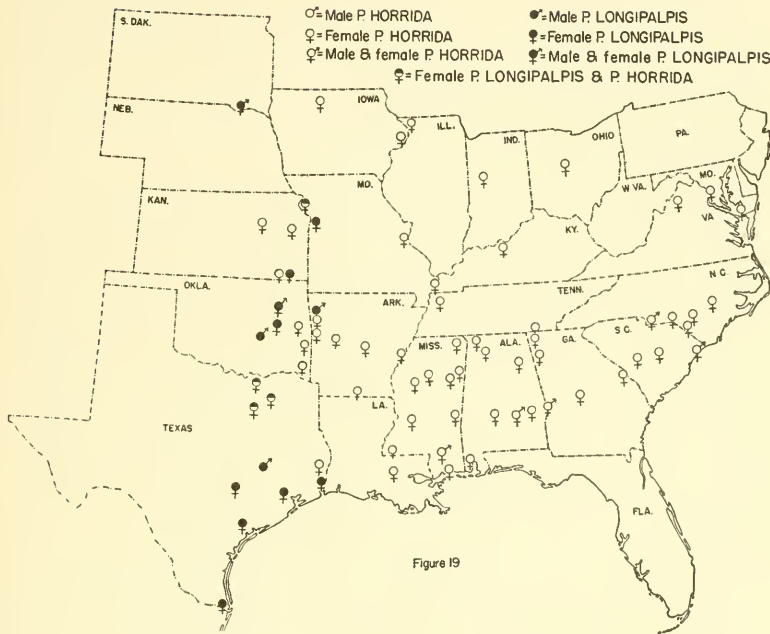 ♂= Male P. HORRIDA
♀= Female P. HORRIDA
⚥= Male & female P. HORRIDA
= Male P. LONGIPALPIS
= Female P. LONGIPALPIS
= Male & female P. LONGIPALPIS
= Female P. LONGIPALPIS & P. HORRIDA
S. DAK.
NEB.
IOWA
ILL.
IND.
OHIO
PA.
KAN.
MO.
W VA.
MD.
VA
KY.
OKLA.
ARK.
TENN.
N C.
S C.
MISS.
ALA.
GA.
TEXAS
LA.
FLA.
Figure 19